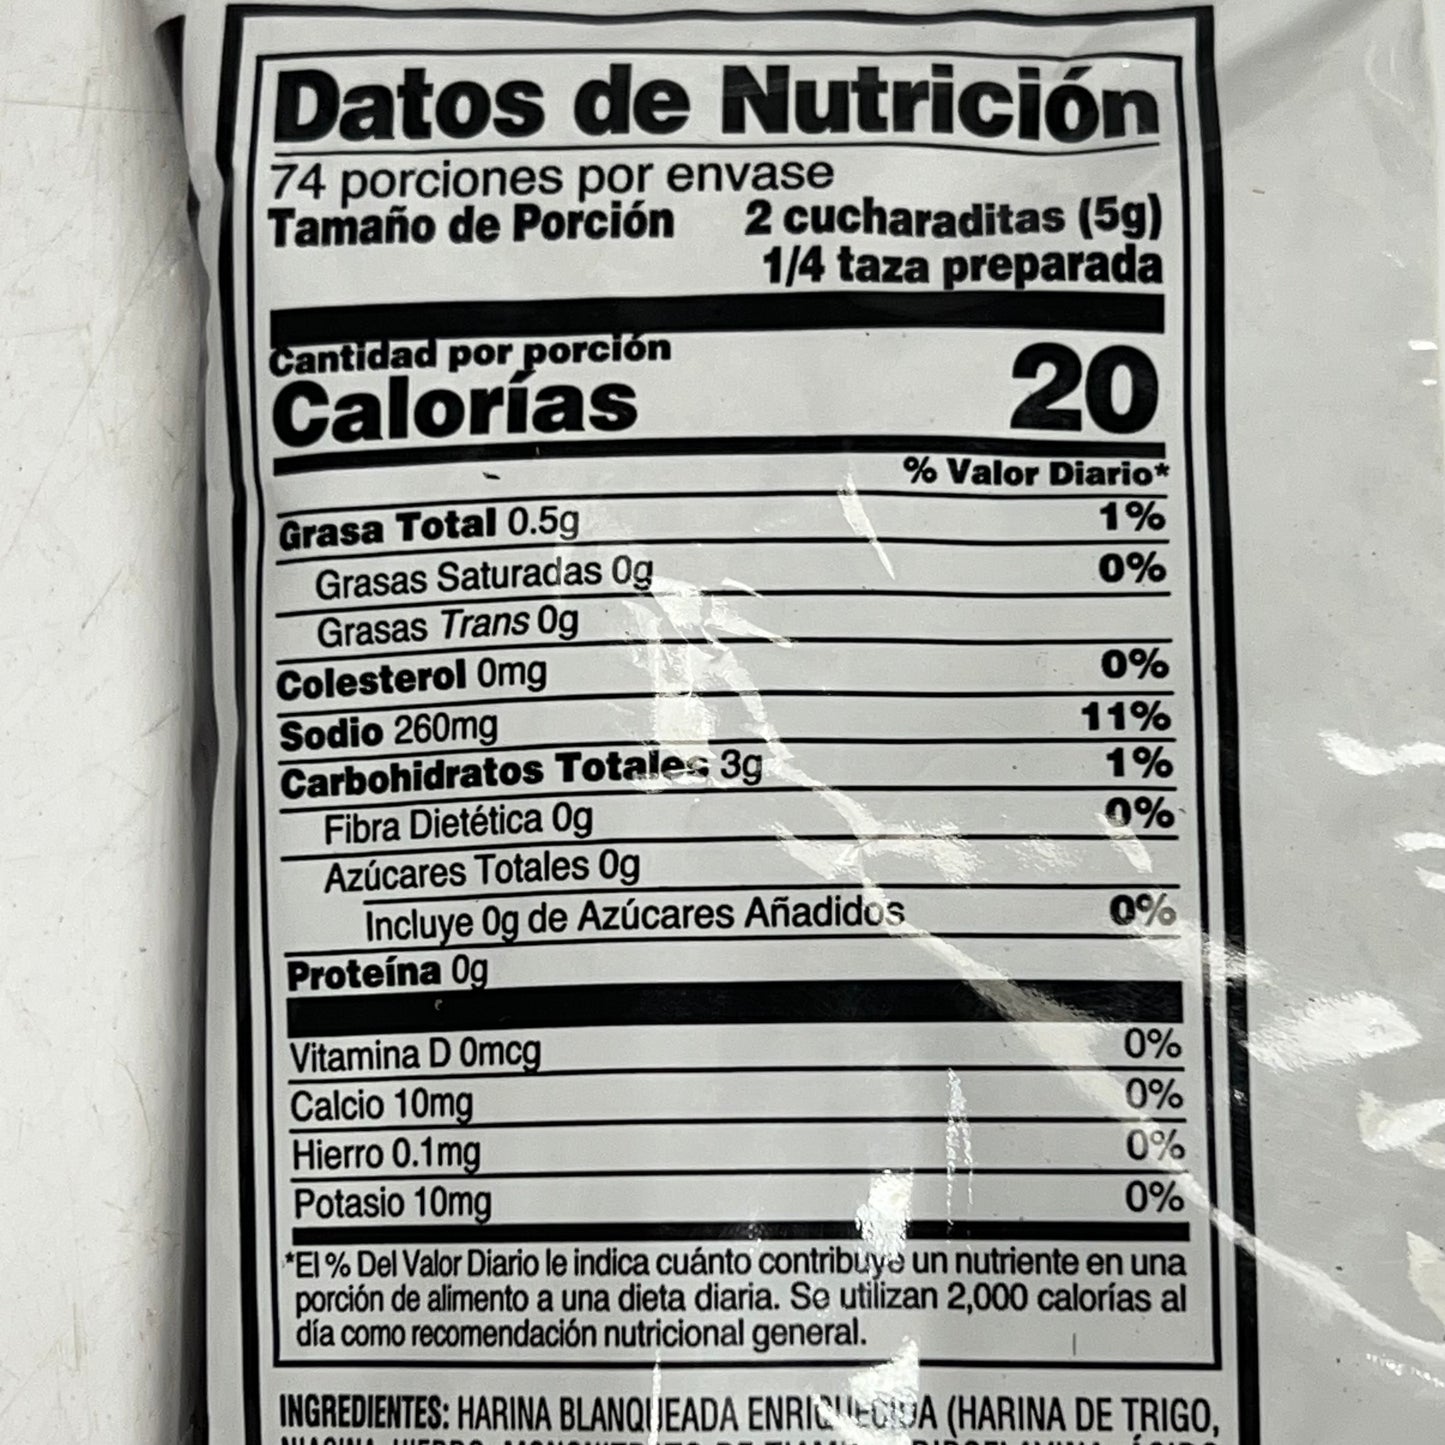 Datos de Nutrición
74 porciones por envase
Tamaño de Porción 2 cucharaditas (5g)
1/4 taza preparada
Cantidad por porción
Calorías 20
% Valor Diario*
Grasa Total 0.5g 1%
Grasas Saturadas 0g 0%
Grasas Trans 0g
Colesterol 0mg 0%
Sodio 260mg 11%
Carbohidratos Totales 3g 1%
Fibra Dietética 0g 0%
Azúcares Totales 0g
Incluye 0g de Azúcares Añadidos 0%
Proteína 0g
Vitamina D 0mcg 0%
Calcio 10mg 0%
Hierro 0.1mg 0%
Potasio 10mg 0%
*El % Del Valor Diario le indica cuánto contribuye un nutriente en una
porción de alimento a una dieta diaria. Se utilizan 2,000 calorías al
día como recomendación nutricional general.
INGREDIENTES: HARINA BLANQUEADA ENRIQUECIDA (HARINA DE TRIGO,